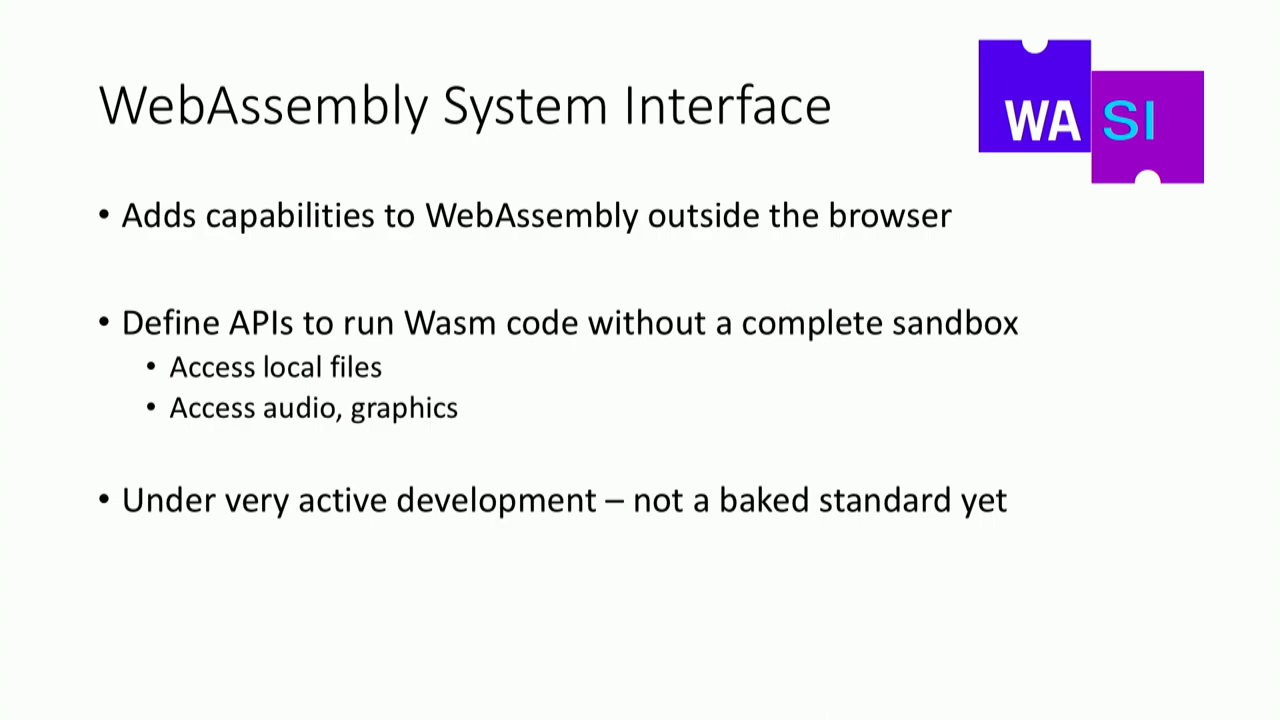 WebAssembly System Interface
WA SI
• Adds capabilities to WebAssembly outside the browser
• Define APIs to run Wasm code without a complete sandbox
• Access local files
• Access audio, graphics
• Under very active development – not a baked standard yet